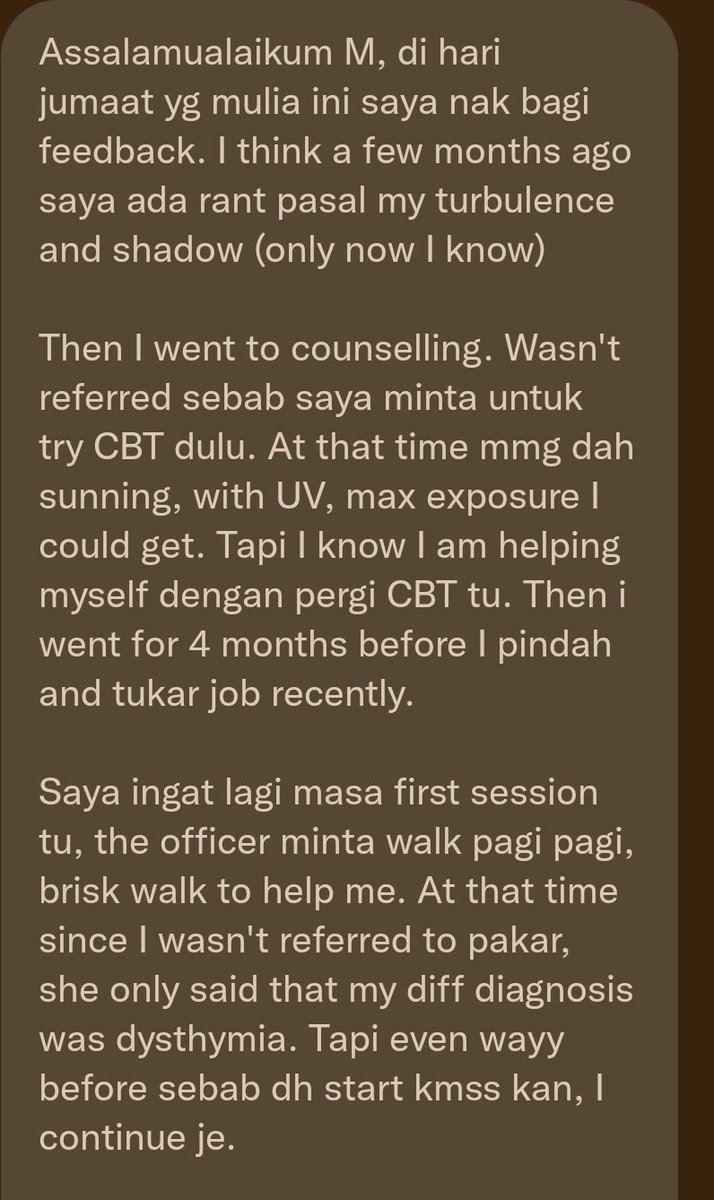 Assalamualaikum M, di hari
jumaat yg mulia ini saya nak bagi
feedback. I think a few months ago
saya ada rant pasal my turbulence
and shadow (only now I know)
Then I went to counselling. Wasn't
referred sebab saya minta untuk
try CBT dulu. At that time mmg dah
sunning, with UV, max exposure I
could get. Tapi I know I am helping
myself dengan pergi CBT tu. Then i
went for 4 months before I pindah
and tukar job recently.
Saya ingat lagi masa first session
tu, the officer minta walk pagi pagi,
brisk walk to help me. At that time
since I wasn't referred to pakar,
she only said that my diff diagnosis
was dysthymia. Tapi even wayy
before sebab dh start kmss kan, I
continue je.